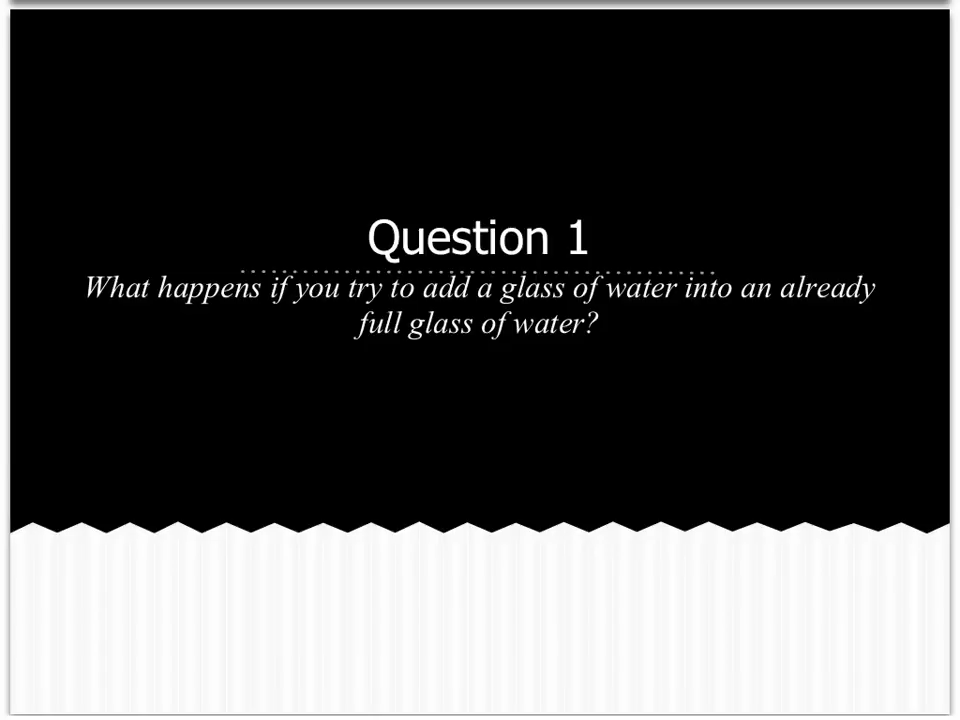 Question 1
What happens if you try to add a glass of water into an already
full glass of water?